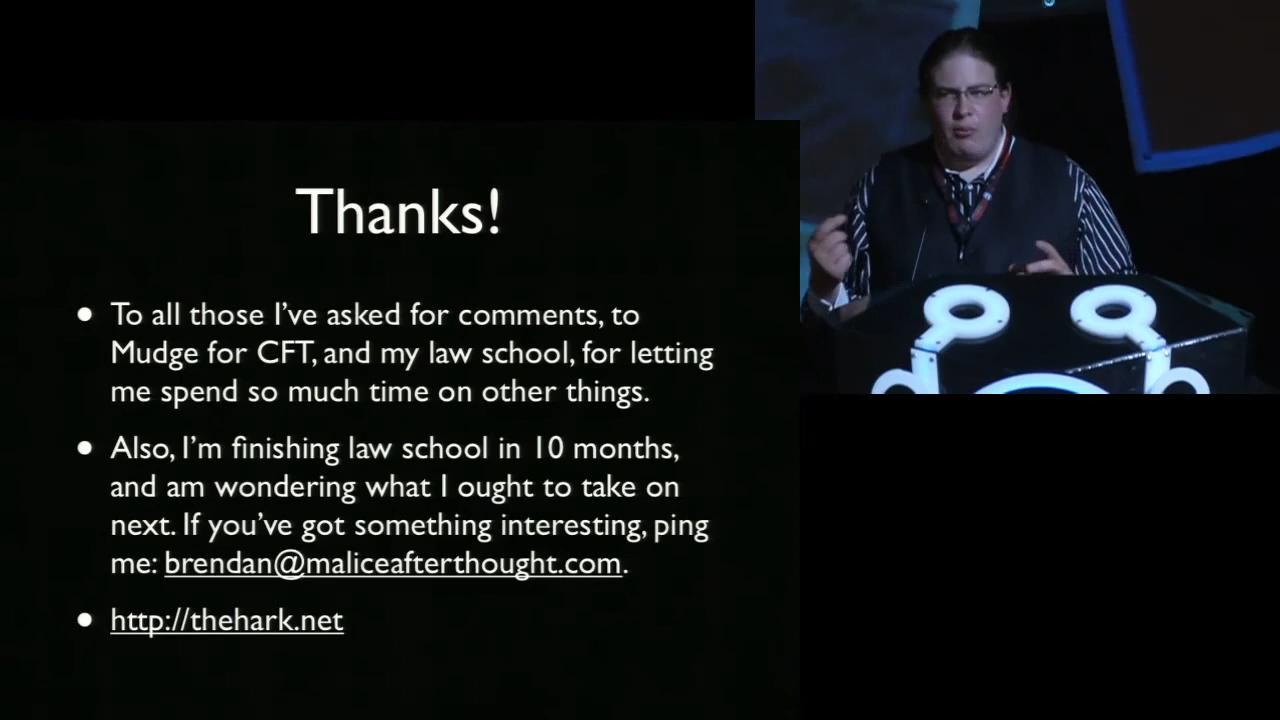 Thanks!
• To all those I've asked for comments, to
Mudge for CFT, and my law school, for letting
me spend so much time on other things.
• Also, I'm finishing law school in 10 months,
and am wondering what I ought to take on
next. If you've got something interesting, ping
me: brendan@maliceafterthought.com.
• http://thehark.net